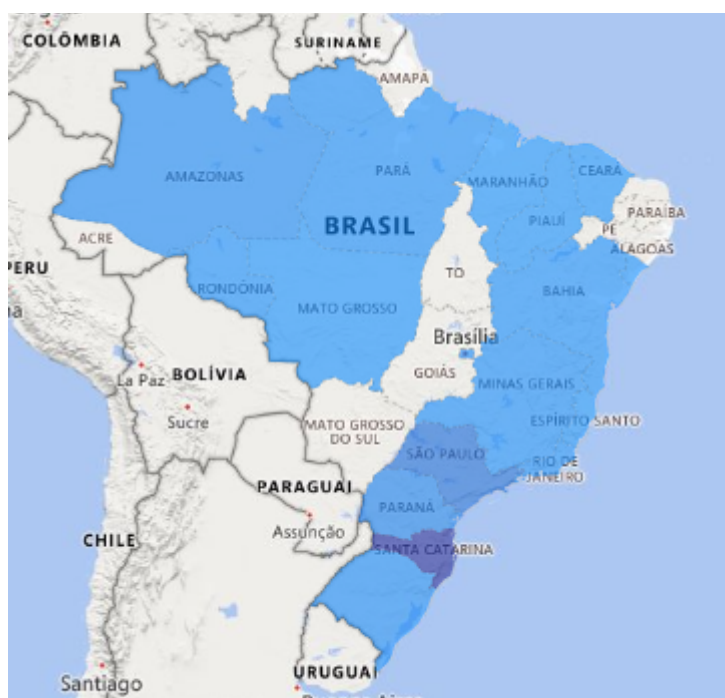 COLÔMBIA
SURINAME
AMAPÁ
AMAZONAS
PARÁ
MARANHÃO
CEARÁ
BRASIL
PIAUÍ
PARAÍBA
PE
ALAGOAS
ACRE
PERU
TO
RONDÔNIA
MATO GROSSO
BAHIA
Brasília
La Paz
BOLÍVIA
GOIÁS
MINAS GERAIS
Sucre
MATO GROSSO
DO SUL
ESPÍRITO SANTO
SÃO PAULO
RIO DE
JANEIRO
PARAGUAI
PARANÁ
Assunção
CHILE
SANTA CATARINA
URUGUAI
Santiago